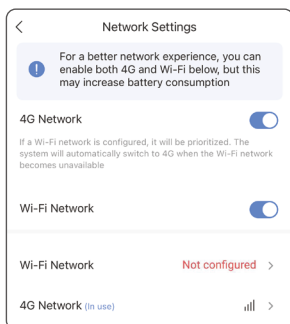 Network Settings
For a better network experience, you can
enable both 4G and Wi-Fi below, but this
may increase battery consumption
4G Network
If a Wi-Fi network is configured, it will be prioritized. The
system will automatically switch to 4G when the Wi-Fi network
becomes unavailable
Wi-Fi Network
Wi-Fi Network Not configured
4G Network (In use)